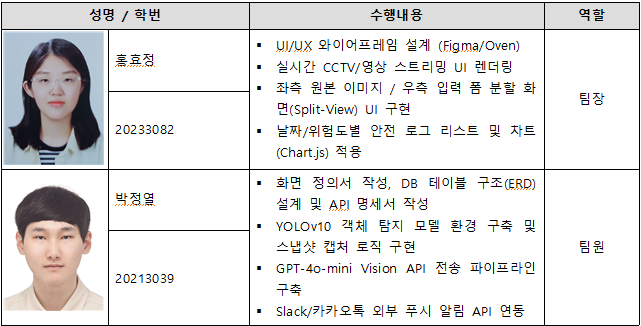 성명 / 학번
수행내용
역할
홍효정
20233082
▪ UI/UX 와이어프레임 설계 (Figma/Oven)
▪ 실시간 CCTV/영상 스트리밍 UI 렌더링
▪ 좌측 원본 이미지 / 우측 입력 폼 분할 화
면(Split-View) UI 구현
▪ 날짜/위험도별 안전 로그 리스트 및 차트
(Chart.js) 적용
팀장
박정열
20213039
▪ 화면 정의서 작성, DB 테이블 구조(ERD)
설계 및 API 명세서 작성
▪ YOLOv10 객체 탐지 모델 환경 구축 및
스냅샷 캡처 로직 구현
▪ GPT-4o-mini Vision API 전송 파이프라인
구축
▪ Slack/카카오톡 외부 푸시 알림 API 연동
팀원